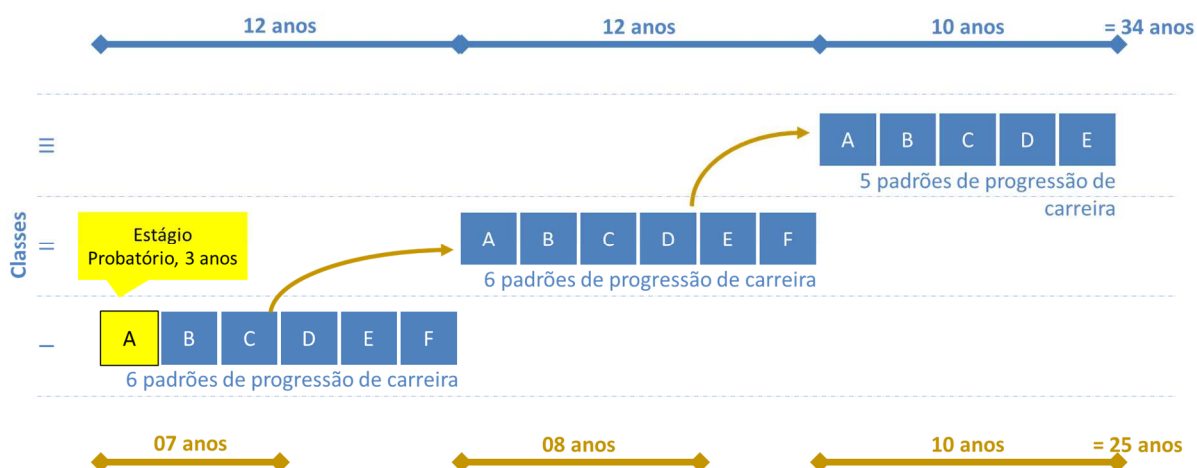 12 anos
12 anos
10 anos
= 34 anos
Classes
III
A B C D E
5 padrões de progressão de
carreira
Estágio
Probatório, 3 anos
II
A B C D E F
6 padrões de progressão de carreira
I
A B C D E F
6 padrões de progressão de carreira
07 anos
08 anos
10 anos
= 25 anos